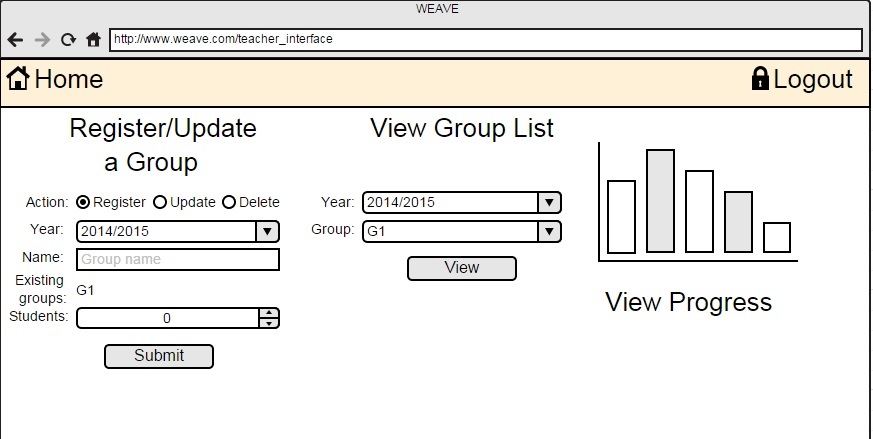 WEAVE
http://www.weave.com/teacher_interface
Home
Logout
Register/Update
a Group
Action: Register Update Delete
Year: 2014/2015
Name: Group name
Existing
groups: G1
Students: 0
Submit
View Group List
Year: 2014/2015
Group: G1
View
View Progress